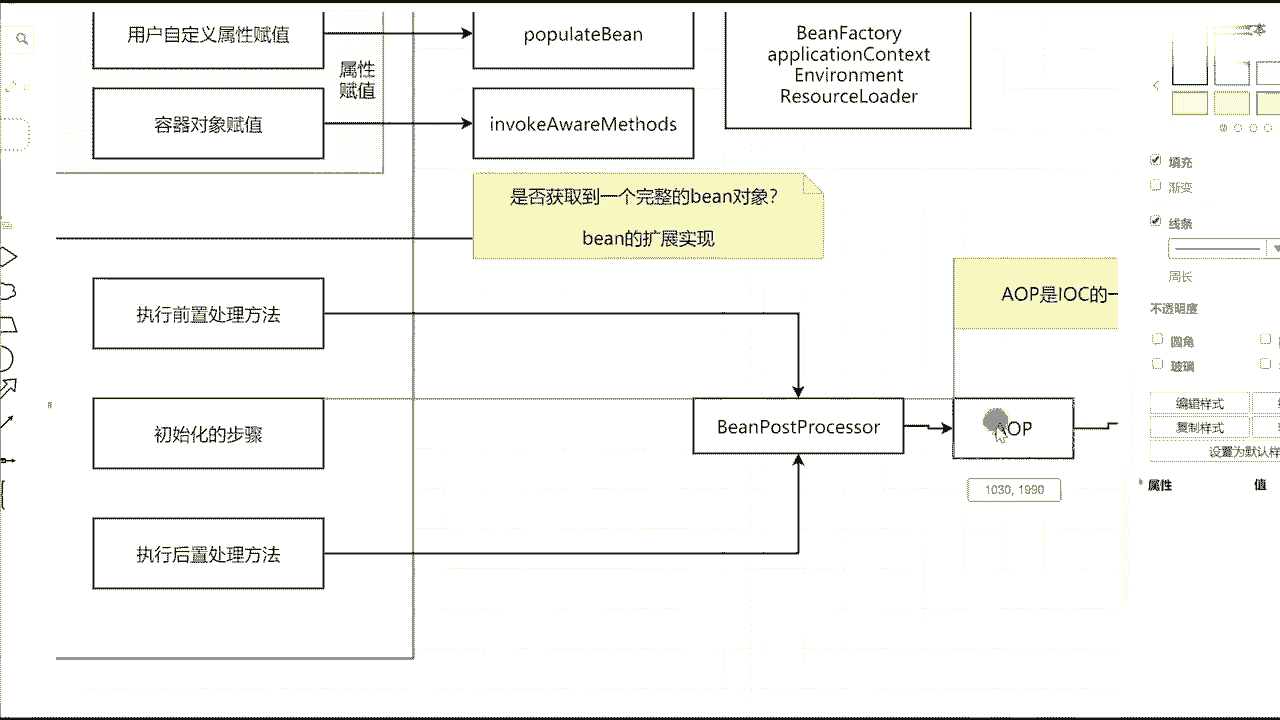 用户自定义属性赋值
populateBean
BeanFactory
applicationContext
Environment
ResourceLoader
属性
赋值
容器对象赋值
invokeAwareMethods
是否获取到一个完整的bean对象?
bean的扩展实现
执行前置处理方法
AOP是IOC的一
初始化的步骤
BeanPostProcessor
OP
1030, 1990
执行后置处理方法
本
填充
渐变
线条
周长
不透明度
圆角
玻璃
编辑样式
复制样式
设置为默认样
属性
值